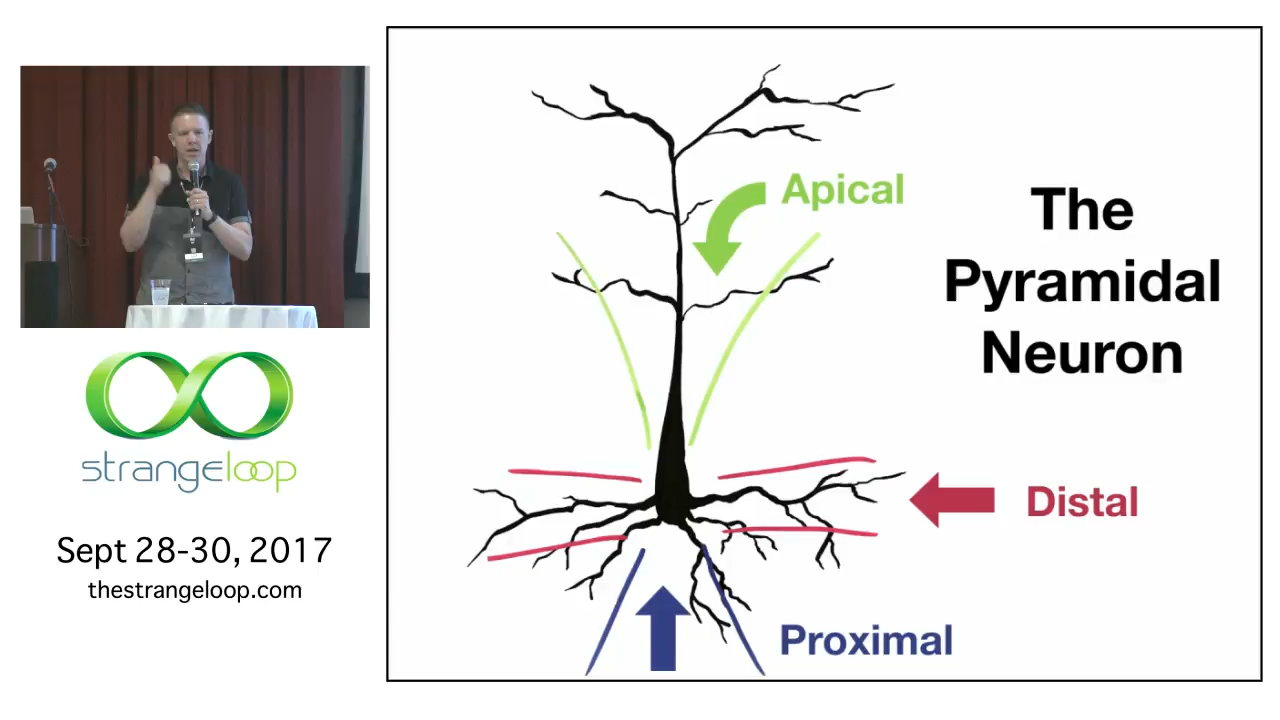 strangeloop
Sept 28-30, 2017
thestrangeloop.com
Apical
The
Pyramidal
Neuron
Distal
Proximal